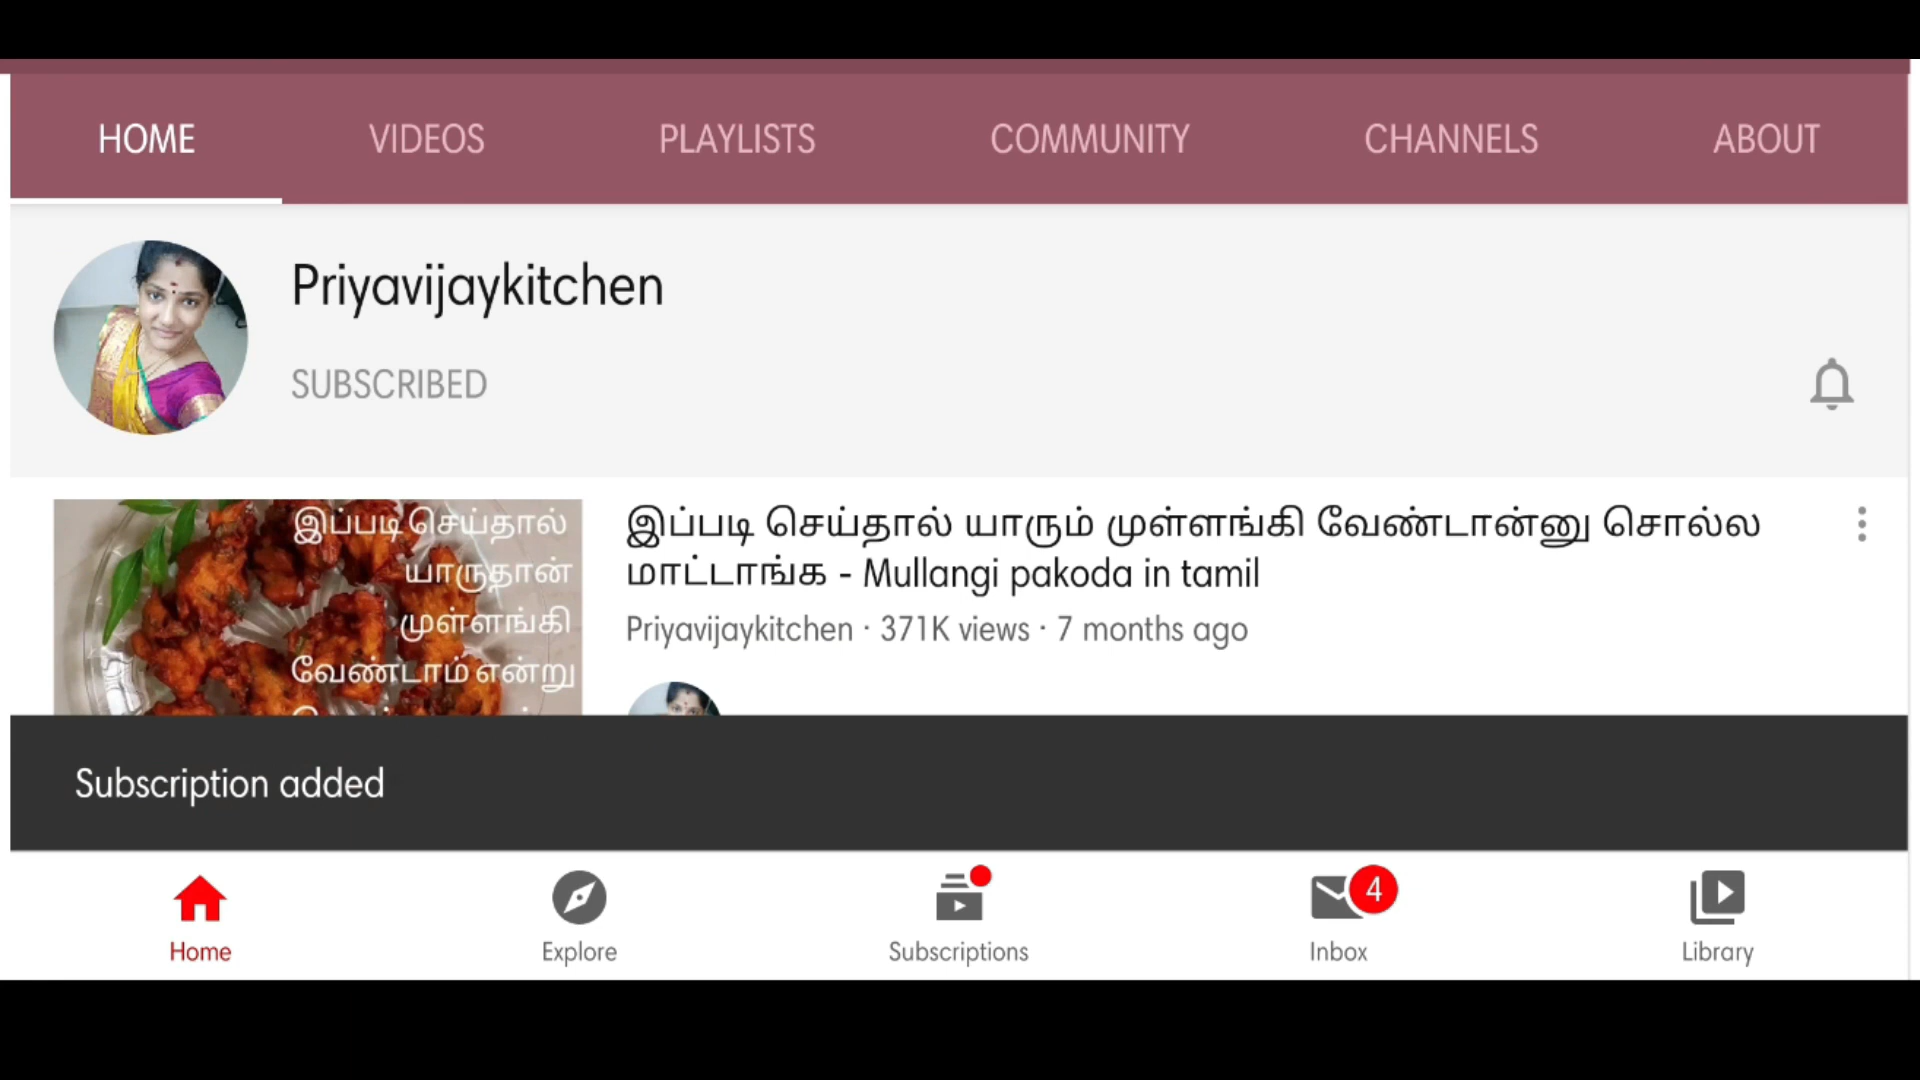 HOME VIDEOS PLAYLISTS COMMUNITY CHANNELS ABOUT
Priyavijaykitchen
SUBSCRIBED
இப்படி செய்தால்
யாருதான்
முள்ளங்கி
வேண்டாம் என்று
இப்படி செய்தால் யாரும் முள்ளங்கி வேண்டான்னு சொல்ல
மாட்டாங்க - Mullangi pakoda in tamil
Priyavijaykitchen · 371K views · 7 months ago
Subscription added
4
Home Explore Subscriptions Inbox Library